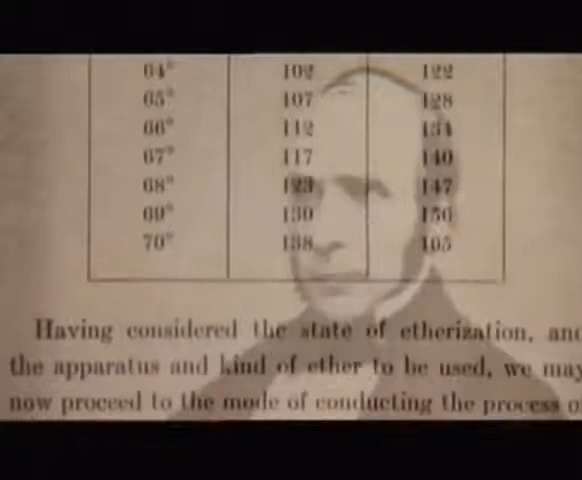 64° 102 122
65° 107 128
66° 112 134
67° 117 140
68° 123 147
69° 130 156
70° 138 165
Having considered the state of etherization, and
the apparatus and kind of ether to be used, we may
now proceed to the mode of conducting the process of